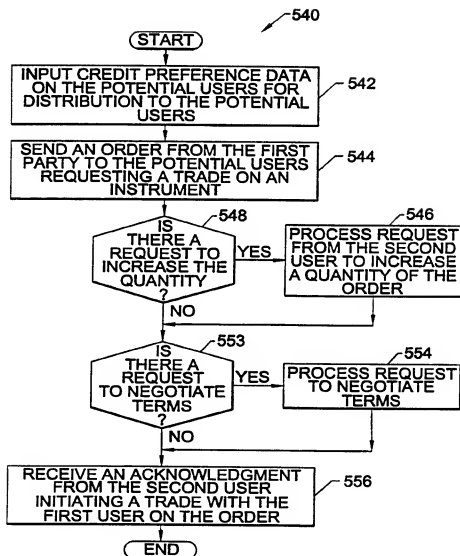 540
START
INPUT CREDIT PREFERENCE DATA
ON THE POTENTIAL USERS FOR
DISTRIBUTION TO THE POTENTIAL
USERS
542
SEND AN ORDER FROM THE FIRST
PARTY TO THE POTENTIAL USERS
REQUESTING A TRADE ON AN
INSTRUMENT
544
548
IS
THERE A
REQUEST TO
INCREASE THE
QUANTITY
?
YES
NO
546
PROCESS REQUEST
FROM THE SECOND
USER TO INCREASE
A QUANTITY OF THE
ORDER
553
IS
THERE A
REQUEST
TO NEGOTIATE
TERMS
?
YES
NO
554
PROCESS REQUEST
TO NEGOTIATE
TERMS
RECEIVE AN ACKNOWLEDGMENT
FROM THE SECOND USER
INITIATING A TRADE WITH THE
FIRST USER ON THE ORDER
556
END